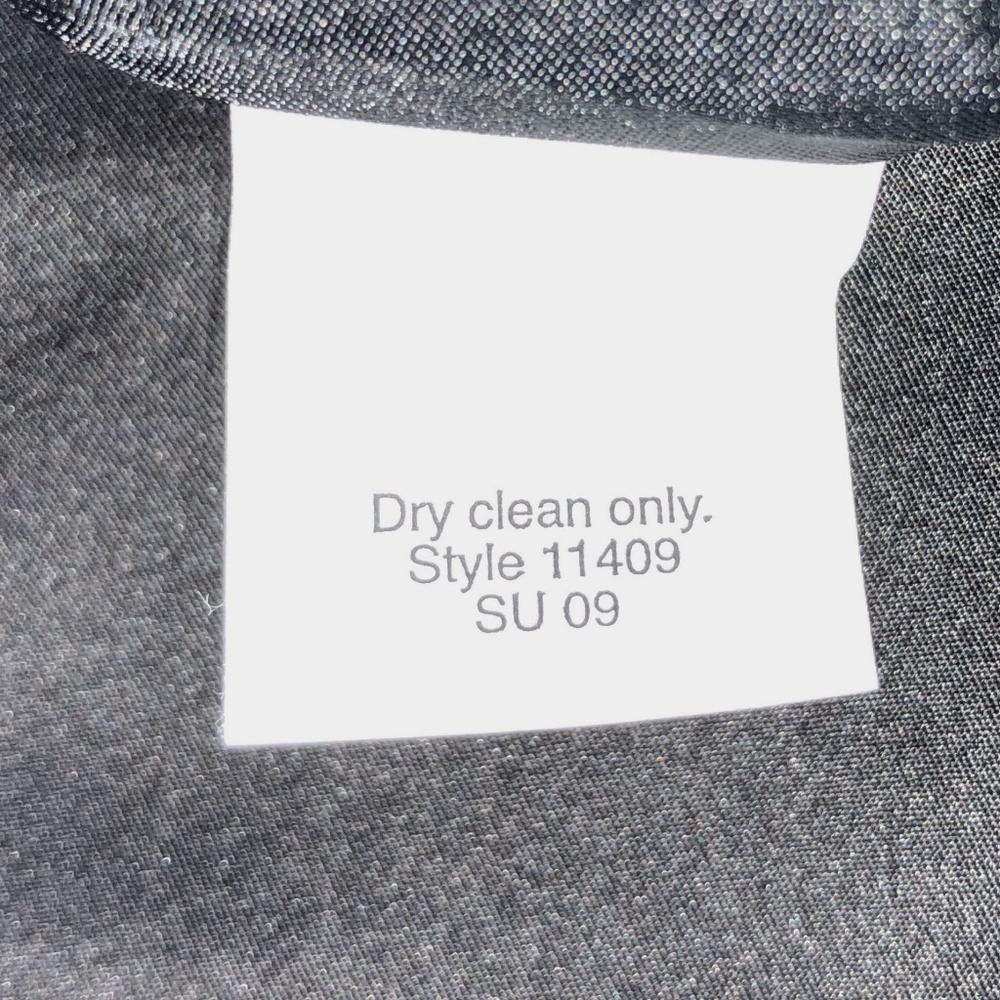 Dry clean only.
Style 11409
SU 09